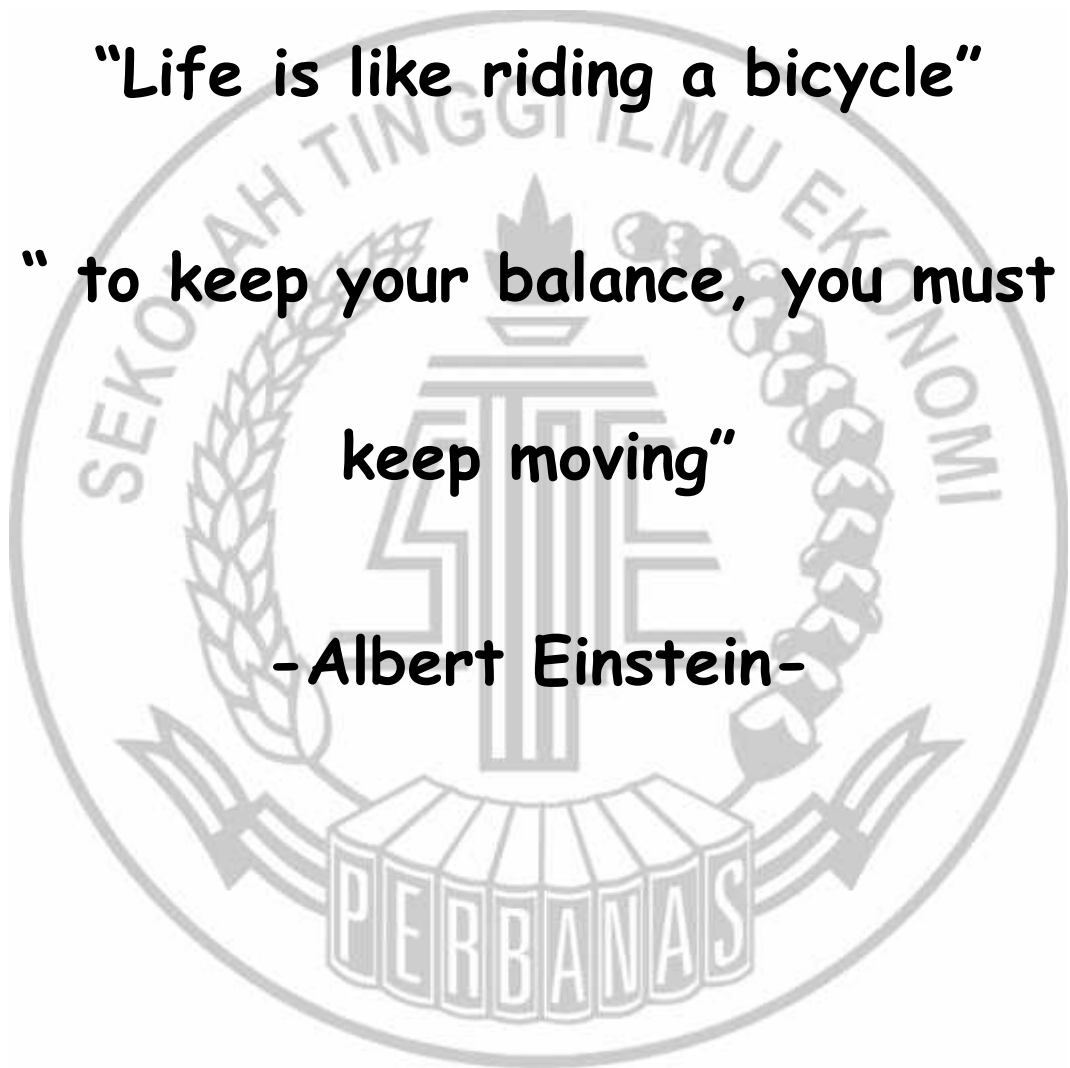 “Life is like riding a bicycle”
SEKOLAH TINGGI ILMU EKONOMI
“ to keep your balance, you must
keep moving”
STIE
-Albert Einstein-
PERBANAS